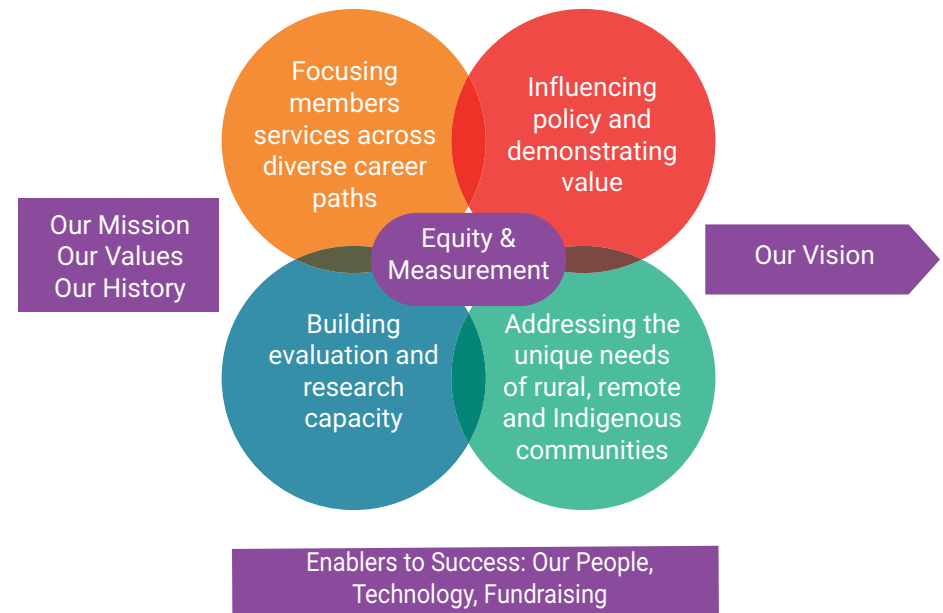 Focusing
members
services across
diverse career
paths
Influencing
policy and
demonstrating
value
Our Mission
Our Values
Our History
Equity &
Measurement
Our Vision
Building
evaluation and
research
capacity
Addressing the
unique needs
of rural, remote
and Indigenous
communities
Enablers to Success: Our People,
Technology, Fundraising